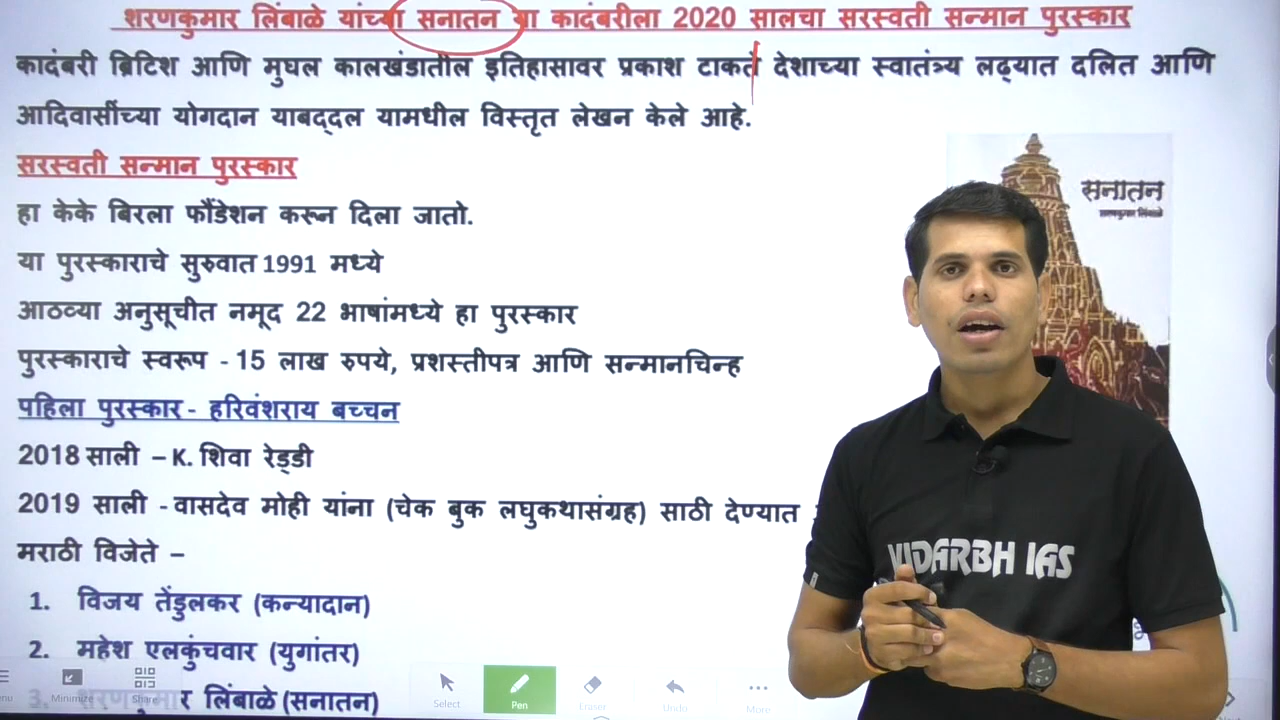 शरणकुमार लिंबाळे यांच्या सनातन या कादंबरीला 2020 सालचा सरस्वती सन्मान पुरस्कार
कादंबरी ब्रिटिश आणि मुघल कालखंडातील इतिहासावर प्रकाश टाकते देशाच्या स्वातंत्र्य लढ्यात दलित आणि
आदिवासींच्या योगदान याबद्दल यामधील विस्तृत लेखन केले आहे.
सरस्वती सन्मान पुरस्कार
हा केके बिरला फौंडेशन करून दिला जातो.
या पुरस्काराचे सुरुवात 1991 मध्ये
आठव्या अनुसूचीत नमूद 22 भाषांमध्ये हा पुरस्कार
पुरस्काराचे स्वरूप - 15 लाख रुपये, प्रशस्तीपत्र आणि सन्मानचिन्ह
पहिला पुरस्कार - हरिवंशराय बच्चन
2018 साली – K. शिवा रेड्डी
2019 साली - वासदेव मोही यांना (चेक बुक लघुकथासंग्रह) साठी देण्यात
मराठी विजेते –
1. विजय तेंडुलकर (कन्यादान)
2. महेश एलकुंचवार (युगांतर)
3. शरणकुमार लिंबाळे (सनातन)
सनातन
शरणकुमार लिंबाळे
VIDARBH IAS
Minimize
Share
Select
Pen
Eraser
Undo
More